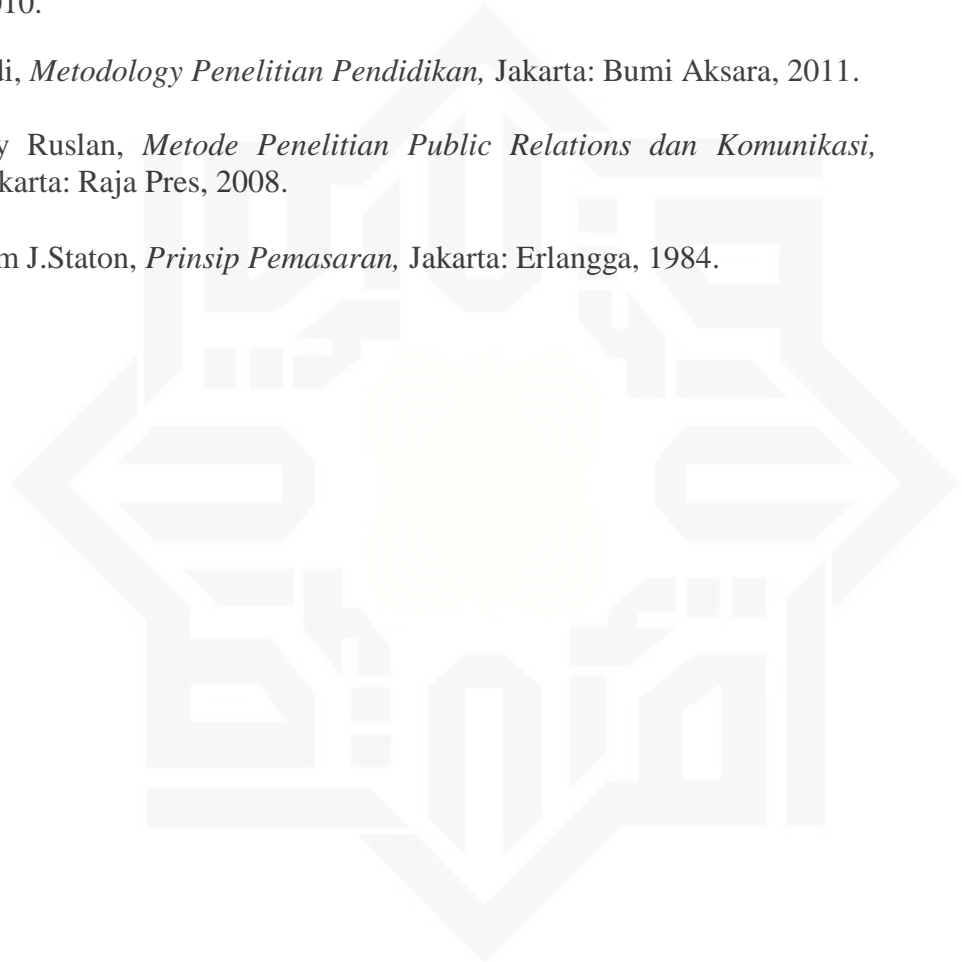 di, Metodology Penelitian Pendidikan, Jakarta: Bumi Aksara, 2011.
y Ruslan, Metode Penelitian Public Relations dan Komunikasi,
karta: Raja Pres, 2008.
m J.Staton, Prinsip Pemasaran, Jakarta: Erlangga, 1984.